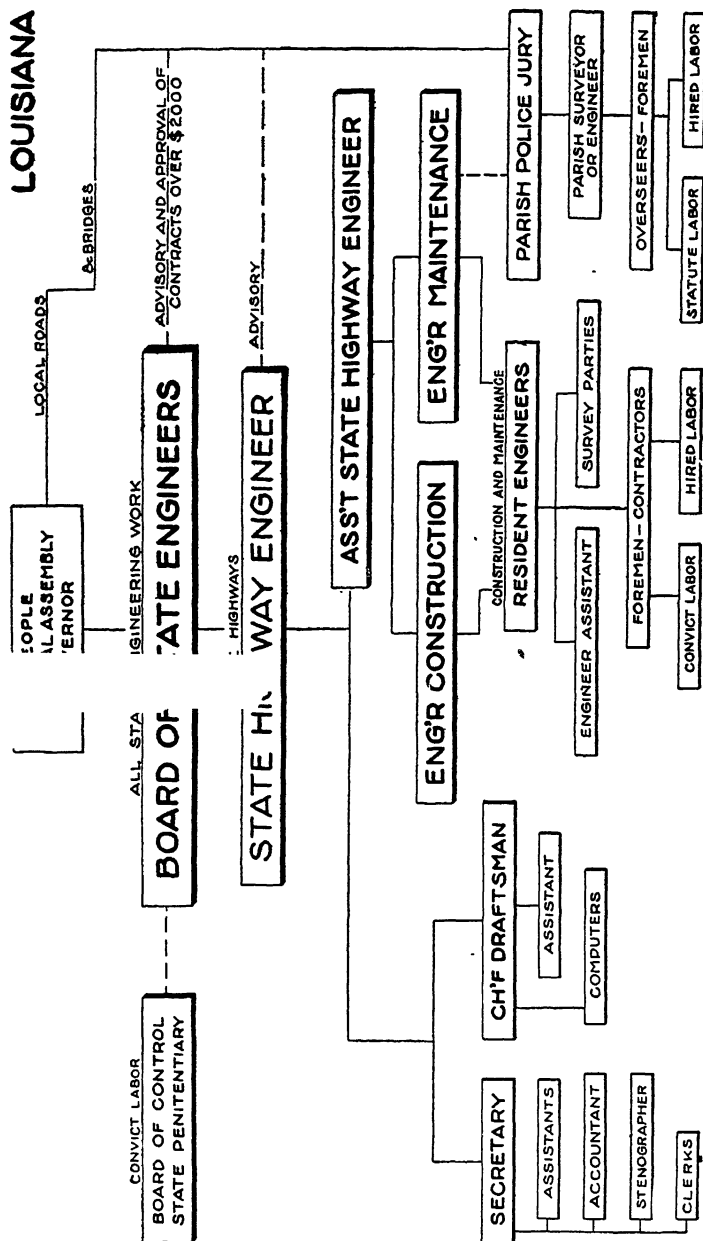 LOUISIANA
EOPLE
AL ASSEMBLY
VERNOR
LOCAL ROADS
& BRIDGES
ALL STA
GINEERING WORK
CONVICT LABOR
BOARD OF CONTROL
STATE PENITENTIARY
BOARD OF
TATE ENGINEERS
ADVISORY AND APPROVAL OF
CONTRACTS OVER $2000
HIGHWAYS
STATE HI
WAY ENGINEER
ADVISORY
ASS'T STATE HIGHWAY ENGINEER
ENG'R CONSTRUCTION
ENG'R MAINTENANCE
CONSTRUCTION AND MAINTENANCE
SECRETARY
CH'F DRAFTSMAN
RESIDENT ENGINEERS
PARISH POLICE JURY
ASSISTANTS
ASSISTANT
ENGINEER ASSISTANT
SURVEY PARTIES
PARISH SURVEYOR
OR ENGINEER
ACCOUNTANT
COMPUTERS
STENOGRAPHER
FOREMEN - CONTRACTORS
OVERSEERS - FOREMEN
CLERKS
CONVICT LABOR
HIRED LABOR
STATUTE LABOR
HIRED LABOR